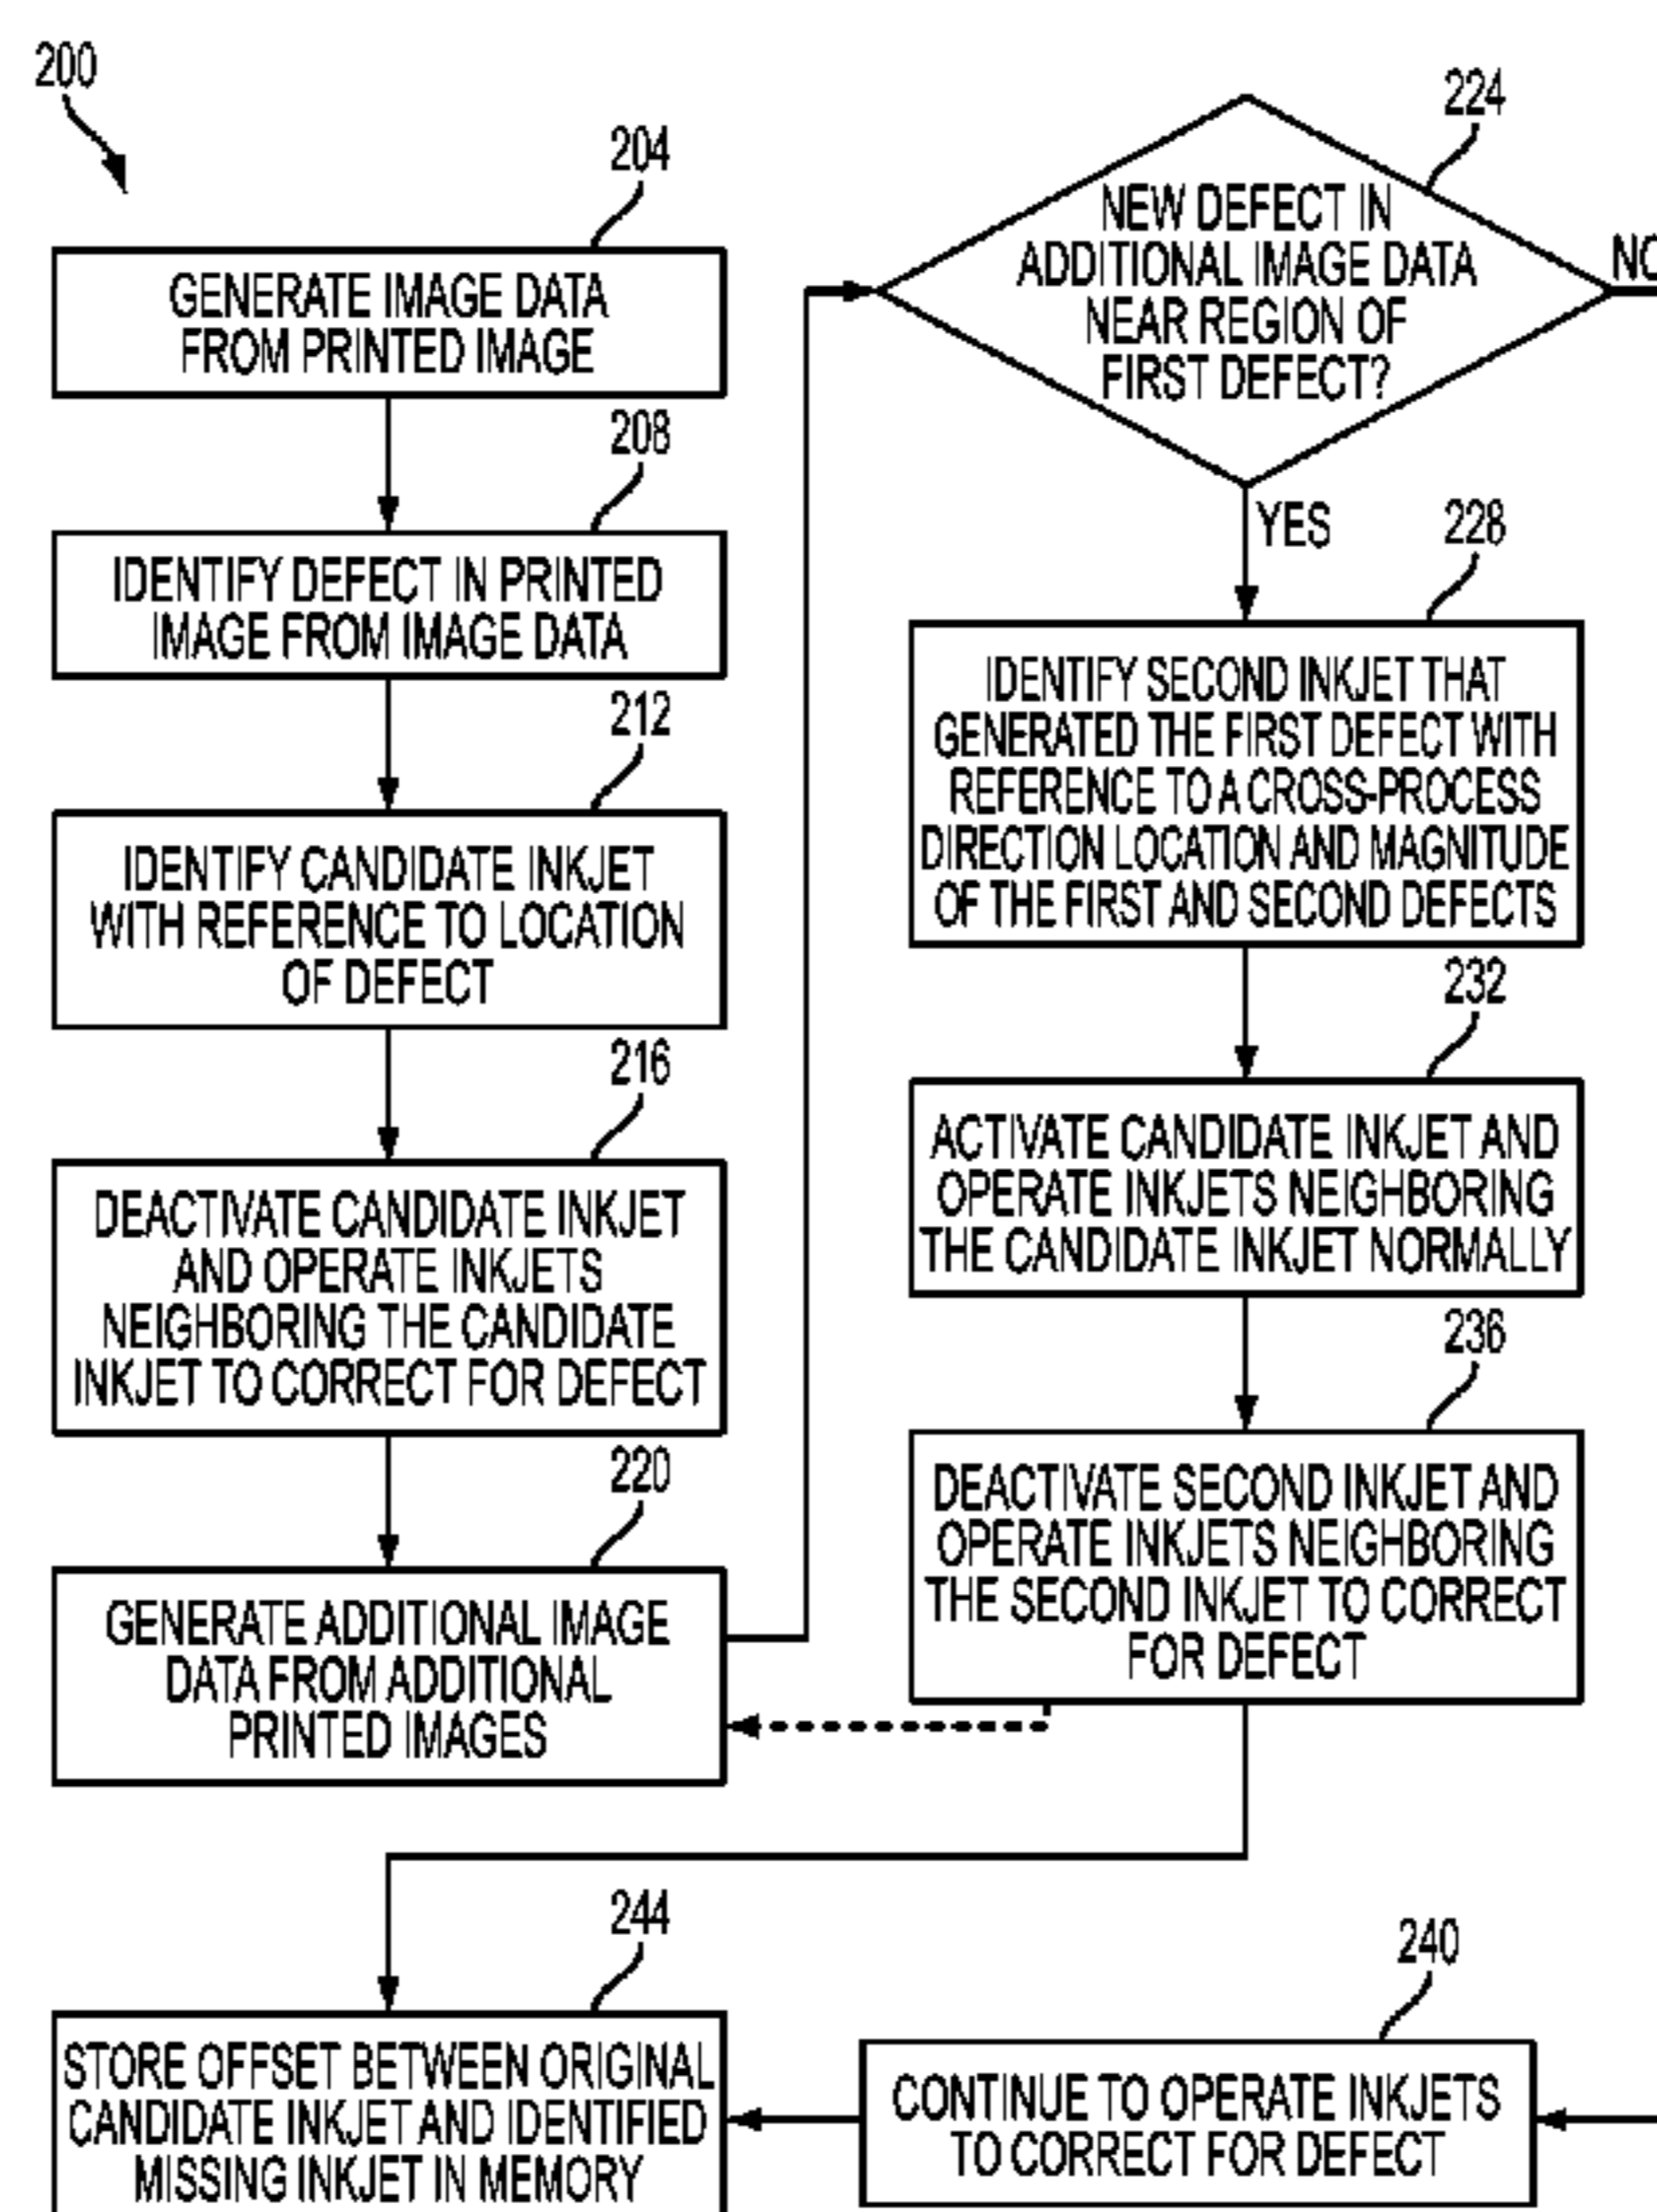 200
204
GENERATE IMAGE DATA
FROM PRINTED IMAGE
208
IDENTIFY DEFECT IN PRINTED
IMAGE FROM IMAGE DATA
212
IDENTIFY CANDIDATE INKJET
WITH REFERENCE TO LOCATION
OF DEFECT
216
DEACTIVATE CANDIDATE INKJET
AND OPERATE INKJETS
NEIGHBORING THE CANDIDATE
INKJET TO CORRECT FOR DEFECT
220
GENERATE ADDITIONAL IMAGE
DATA FROM ADDITIONAL
PRINTED IMAGES
224
NEW DEFECT IN
ADDITIONAL IMAGE DATA
NEAR REGION OF
FIRST DEFECT?
NO
YES
228
IDENTIFY SECOND INKJET THAT
GENERATED THE FIRST DEFECT WITH
REFERENCE TO A CROSS-PROCESS
DIRECTION LOCATION AND MAGNITUDE
OF THE FIRST AND SECOND DEFECTS
232
ACTIVATE CANDIDATE INKJET AND
OPERATE INKJETS NEIGHBORING
THE CANDIDATE INKJET NORMALLY
236
DEACTIVATE SECOND INKJET AND
OPERATE INKJETS NEIGHBORING
THE SECOND INKJET TO CORRECT
FOR DEFECT
240
CONTINUE TO OPERATE INKJETS
TO CORRECT FOR DEFECT
244
STORE OFFSET BETWEEN ORIGINAL
CANDIDATE INKJET AND IDENTIFIED
MISSING INKJET IN MEMORY